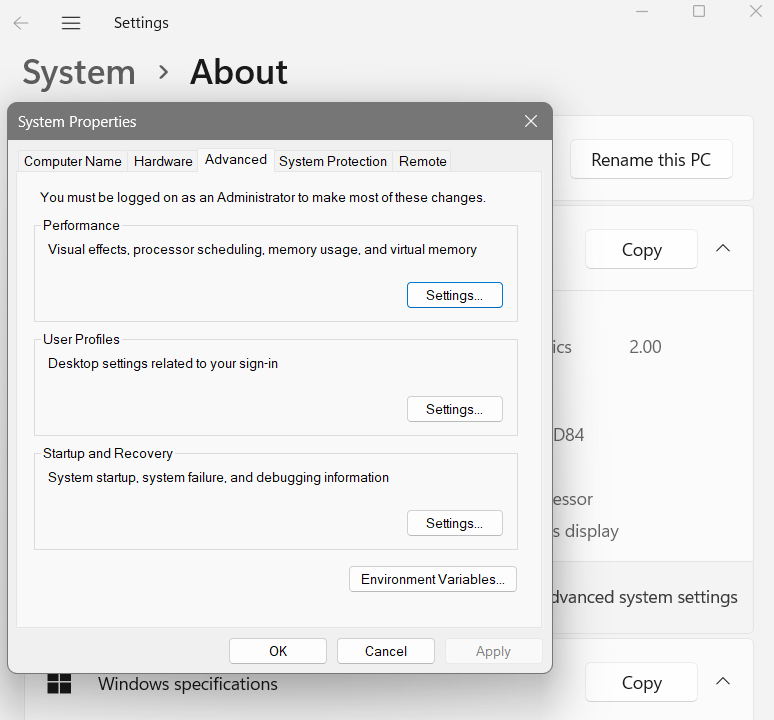 Settings
System > About
System Properties
Computer Name Hardware Advanced System Protection Remote
Rename this PC
You must be logged on as an Administrator to make most of these changes.
Performance
Visual effects, processor scheduling, memory usage, and virtual memory
Settings...
Copy
User Profiles
Desktop settings related to your sign-in
Settings...
ics 2.00
D84
Startup and Recovery
System startup, system failure, and debugging information
Settings...
essor
s display
Environment Variables...
dvanced system settings
OK Cancel Apply
Windows specifications
Copy